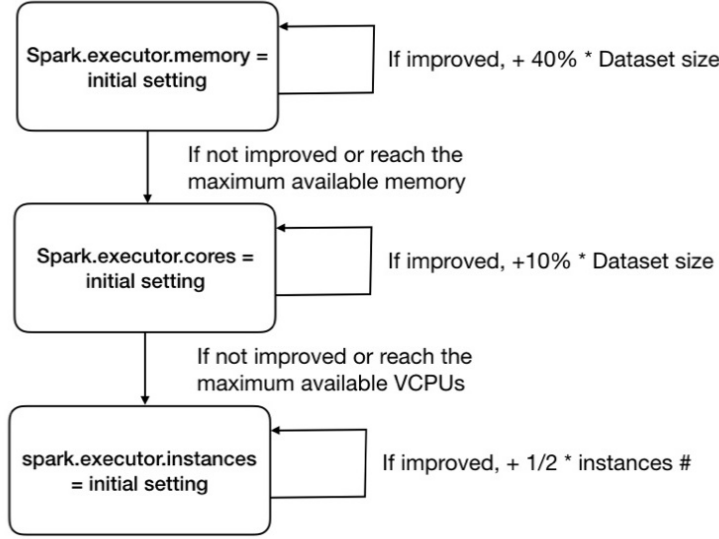 Spark.executor.memory =
initial setting
If improved, + 40% * Dataset size
If not improved or reach the
maximum available memory
Spark.executor.cores =
initial setting
If improved, +10% * Dataset size
If not improved or reach the
maximum available VCPUs
spark.executor.instances
= initial setting
If improved, + 1/2 * instances #